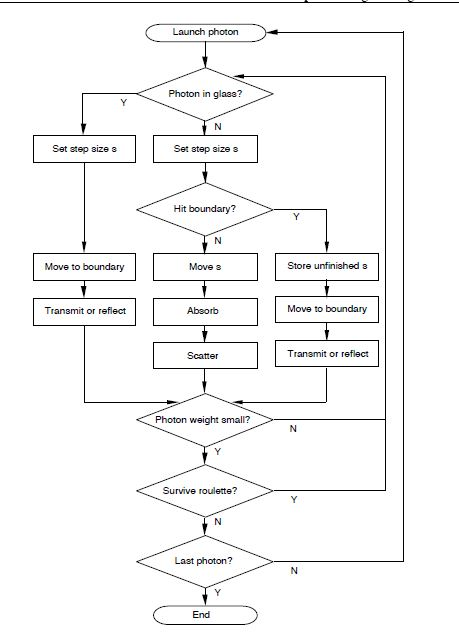 Launch photon
Photon in glass?
Y
N
Set step size s
Set step size s
Hit boundary?
Y
N
Move to boundary
Move s
Store unfinished s
Transmit or reflect
Absorb
Move to boundary
Scatter
Transmit or reflect
Photon weight small?
N
Y
Survive roulette?
Y
N
Last photon?
N
Y
End